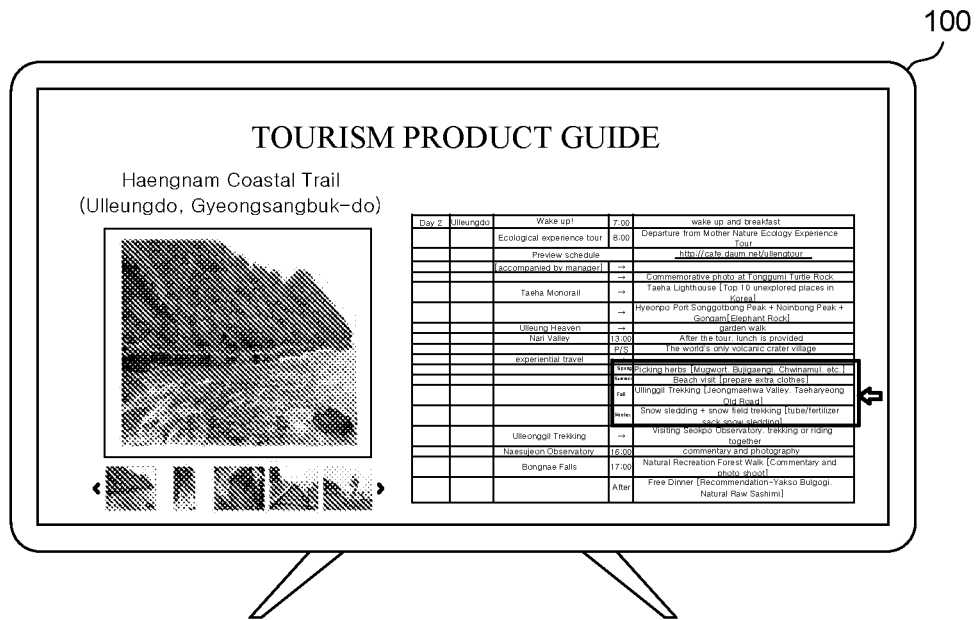 100
TOURISM PRODUCT GUIDE
Haengnam Coastal Trail
(Ulleungdo, Gyeongsangbuk-do)
Day 2 Ulleungdo Wake up! 7:00 wake up and breakfast
Ecological experience tour 8:00 Departure from Mother Nature Ecology Experience
Tour
Preview schedule http://cafe.daum.net/ullengtour
[accompanied by manager] →
→ Commemorative photo at Tonggumi Turtle Rock
Taeha Monorail → Taeha Lighthouse [Top 10 unexplored places in
Korea]
→ Hyeonpo Port Songgotbong Peak + Noinbong Peak +
Gongam[Elephant Rock]
Ulleung Heaven → garden walk
Nari Valley 13:00 After the tour, lunch is provided
P/S The world's only volcanic crater village
experiential travel
Spring Picking herbs [Mugwort, Bujigaengi, Chwinamul, etc.]
Summer Beach visit [prepare extra clothes]
Fall Ullinggil Trekking [Jeongmaehwa Valley, Taeharyeong
Old Road]
Winter Snow sledding + snow field trekking [tube/fertilizer
sack snow sledding]
Ulleonggil Trekking → Visiting Seokpo Observatory, trekking or riding
together
Naesujeon Observatory 16:00 commentary and photography
Bongnae Falls 17:00 Natural Recreation Forest Walk [Commentary and
photo shoot]
After Free Dinner [Recommendation-Yakso Bulgogi,
Natural Raw Sashimi]